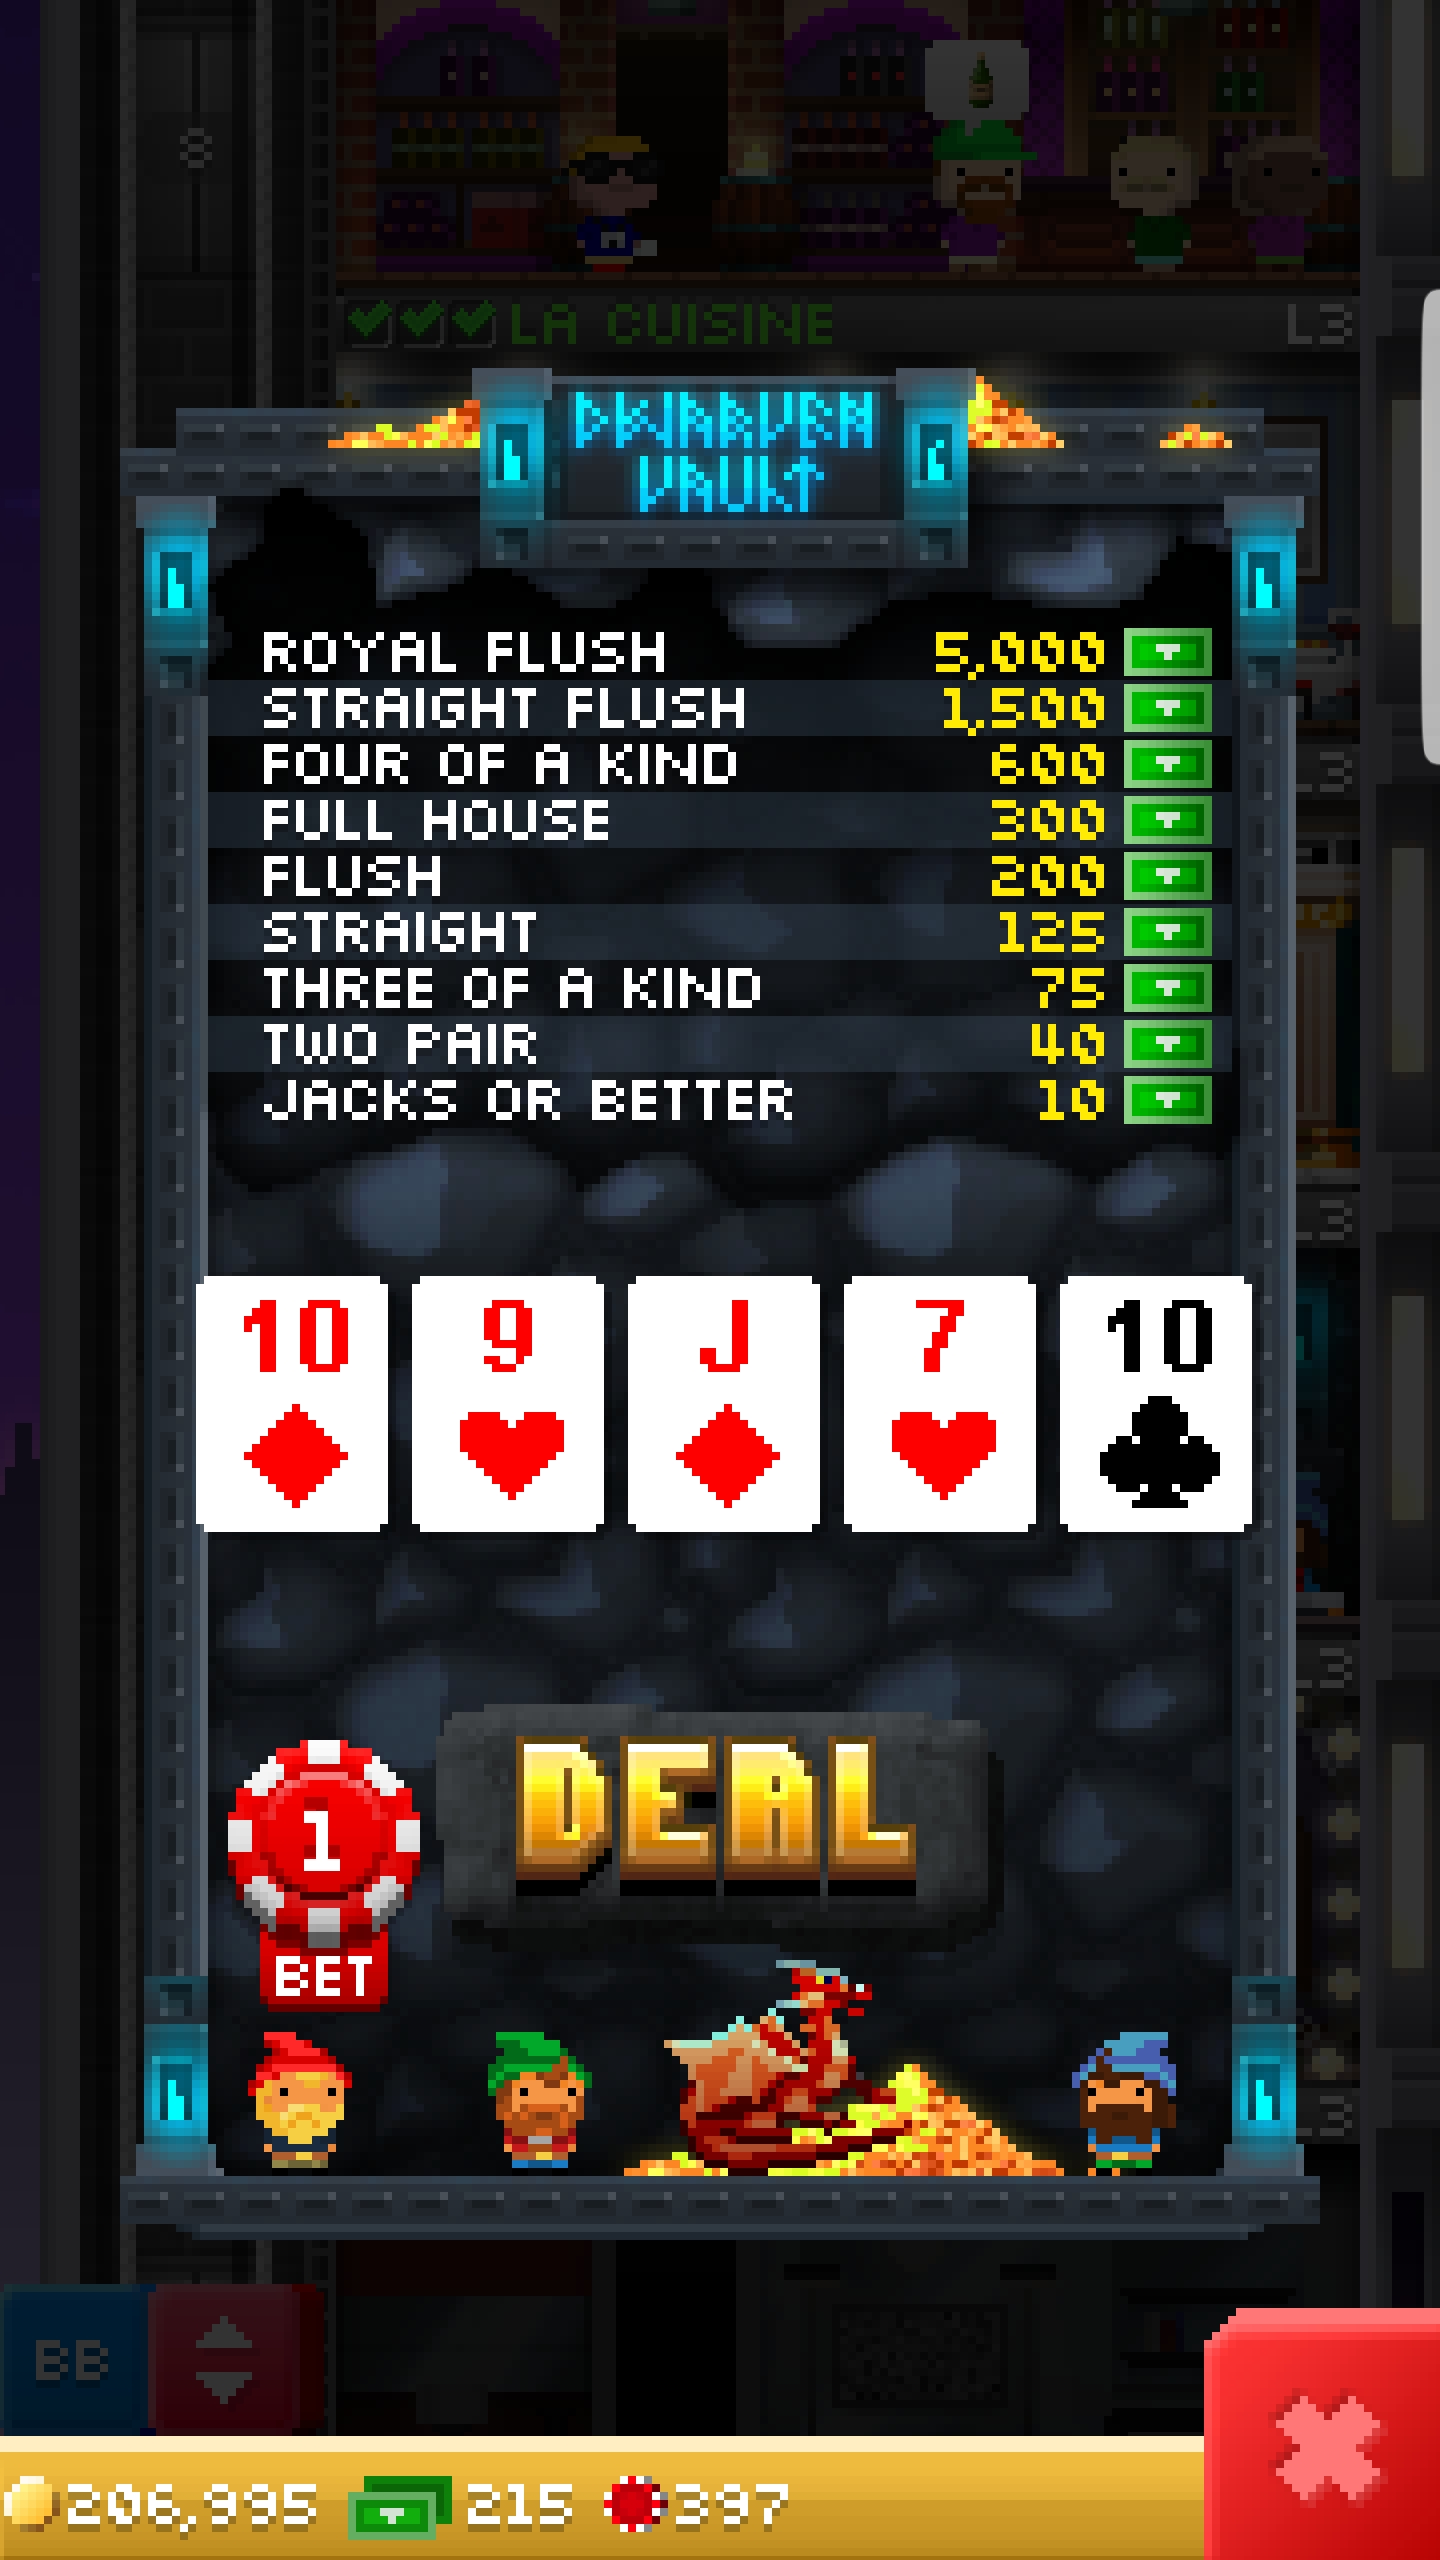 8
LA CUISINE L3
DWARVEN
VAULT
ROYAL FLUSH 5,000
STRAIGHT FLUSH 1,500
FOUR OF A KIND 600
FULL HOUSE 300
FLUSH 200
STRAIGHT 125
THREE OF A KIND 75
TWO PAIR 40
JACKS OR BETTER 10
10 9 J 7 10
DEAL
1
BET
BB
206,995 215 397